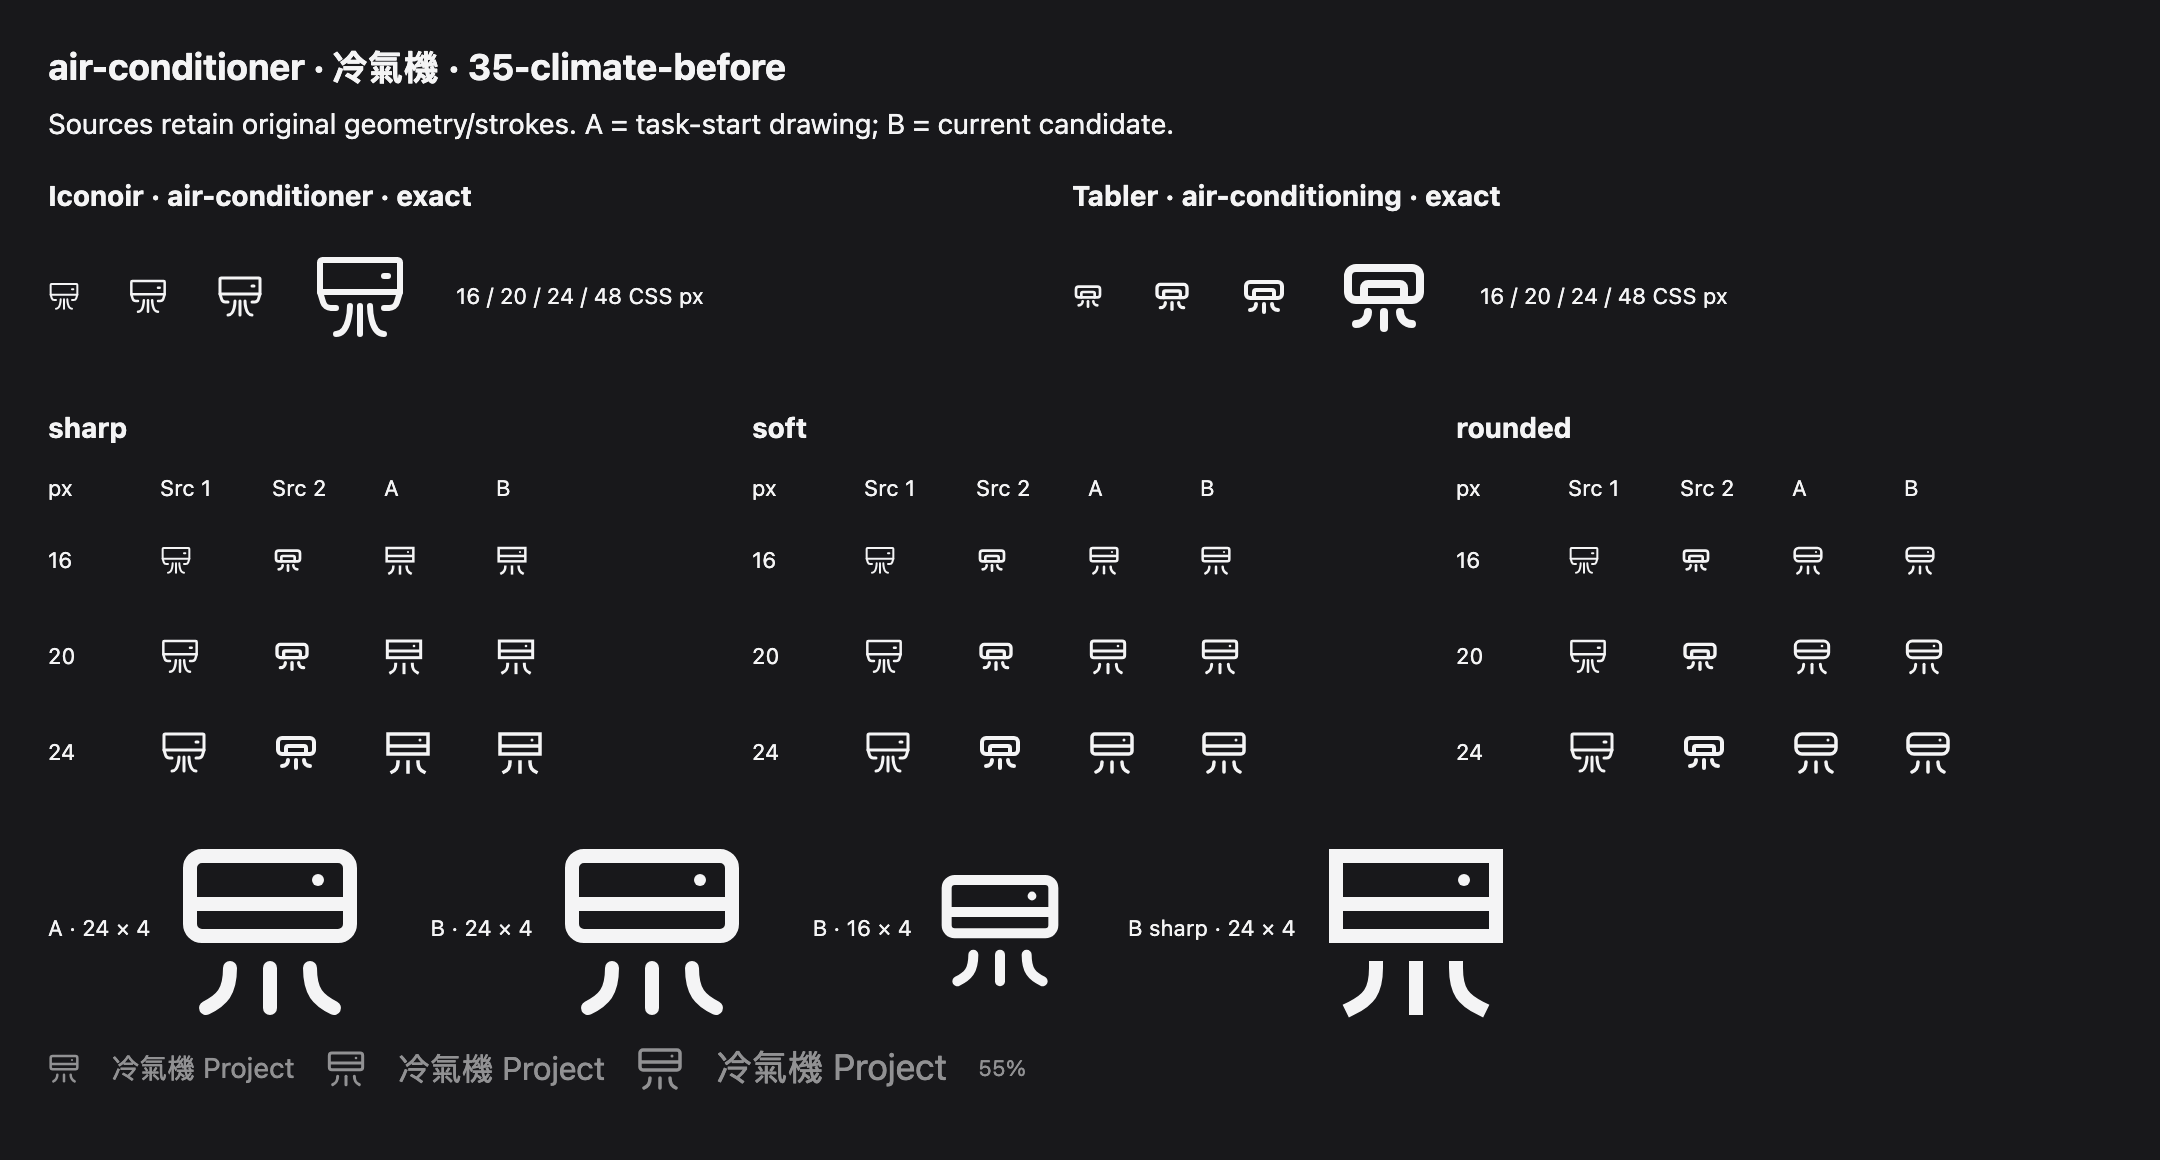 air-conditioner · 冷氣機 · 35-climate-before
Sources retain original geometry/strokes. A = task-start drawing; B = current candidate.
Iconoir · air-conditioner · exact
Tabler · air-conditioning · exact
16 / 20 / 24 / 48 CSS px
16 / 20 / 24 / 48 CSS px
sharp
soft
rounded
px Src 1 Src 2 A B
px Src 1 Src 2 A B
px Src 1 Src 2 A B
16
16
16
20
20
20
24
24
24
A · 24 × 4
B · 24 × 4
B · 16 × 4
B sharp · 24 × 4
冷氣機 Project
冷氣機 Project
冷氣機 Project
55%